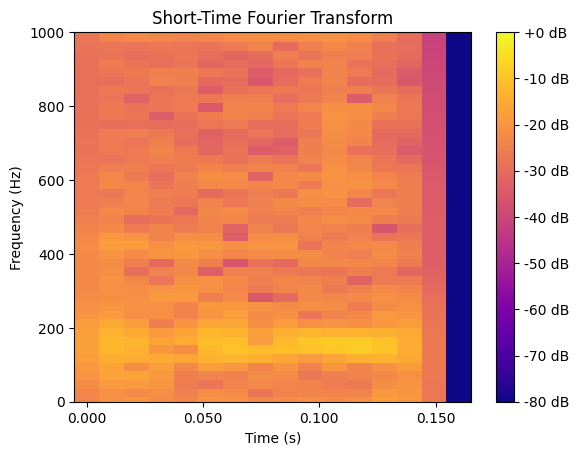 Short-Time Fourier Transform
1000
800
600
400
200
0
Frequency (Hz)
0.000
0.050
0.100
0.150
Time (s)
+0 dB
-10 dB
-20 dB
-30 dB
-40 dB
-50 dB
-60 dB
-70 dB
-80 dB